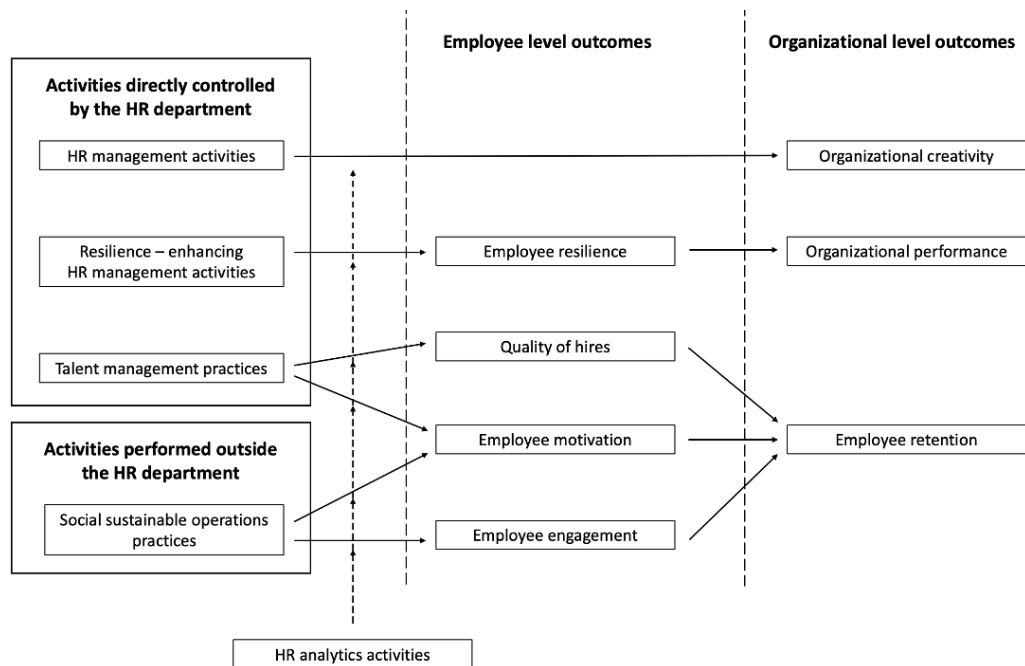 Employee level outcomes
Organizational level outcomes
Activities directly controlled
by the HR department
HR management activities
Organizational creativity
Resilience – enhancing
HR management activities
Employee resilience
Organizational performance
Talent management practices
Quality of hires
Activities performed outside
the HR department
Employee motivation
Employee retention
Social sustainable operations
practices
Employee engagement
HR analytics activities